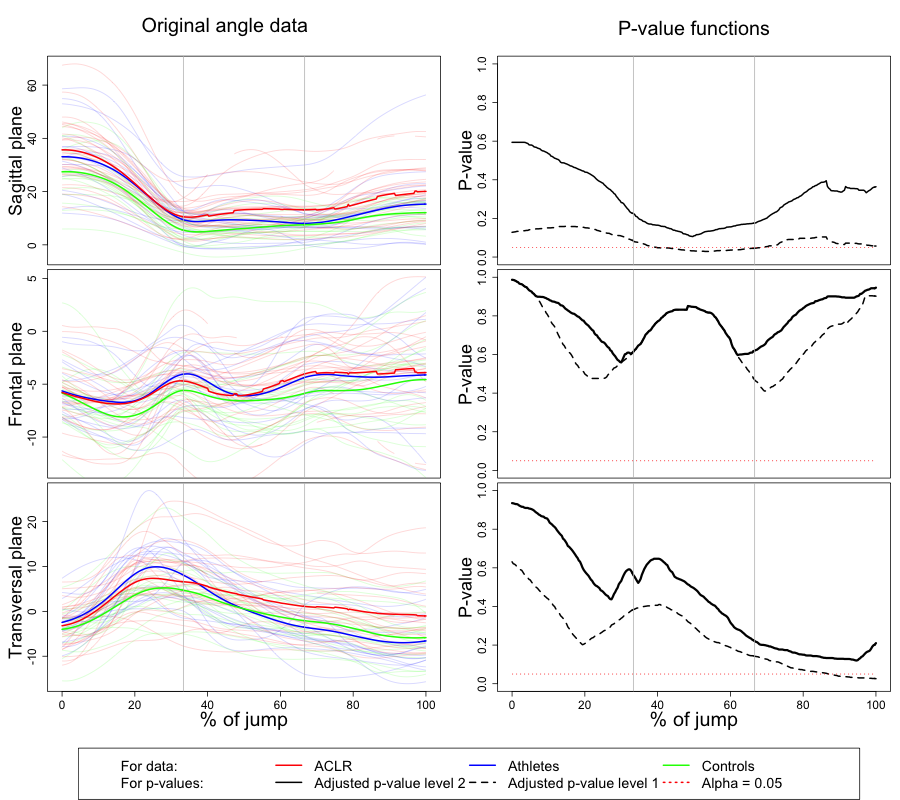 Original angle data
P-value functions
Sagittal plane
0 20 40 60
P-value
0.0 0.2 0.4 0.6 0.8 1.0
Frontal plane
-10 -5 0 5
P-value
0.0 0.2 0.4 0.6 0.8 1.0
Transversal plane
-10 0 10 20
P-value
0.0 0.2 0.4 0.6 0.8 1.0
0 20 40 60 80 100
% of jump
0 20 40 60 80 100
% of jump
For data: ACLR Athletes Controls
For p-values: Adjusted p-value level 2 Adjusted p-value level 1 Alpha = 0.05